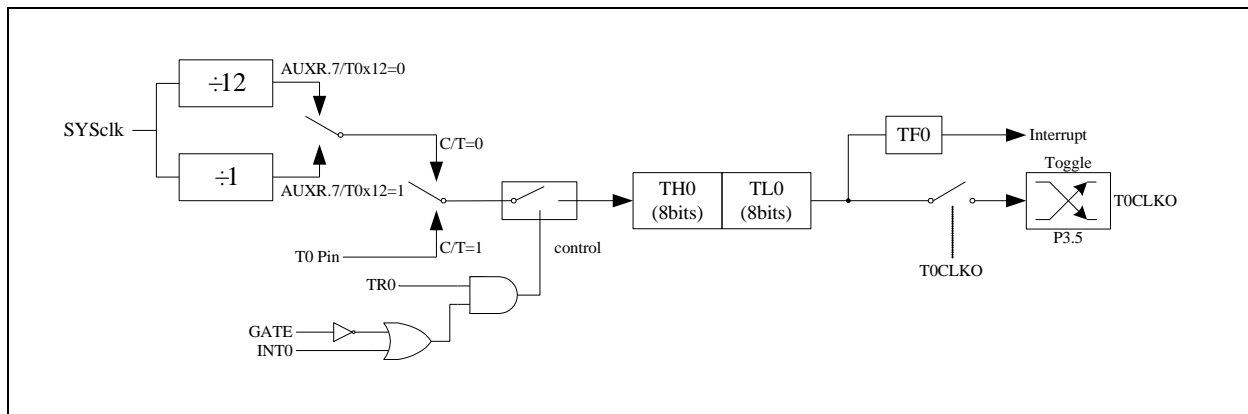 ÷12
AUXR.7/T0x12=0
SYSclk
÷1
AUXR.7/T0x12=1
C/T=0
C/T=1
T0 Pin
control
TR0
GATE
INT0
TH0
(8bits)
TL0
(8bits)
TF0
Interrupt
Toggle
T0CLKO
P3.5
T0CLKO